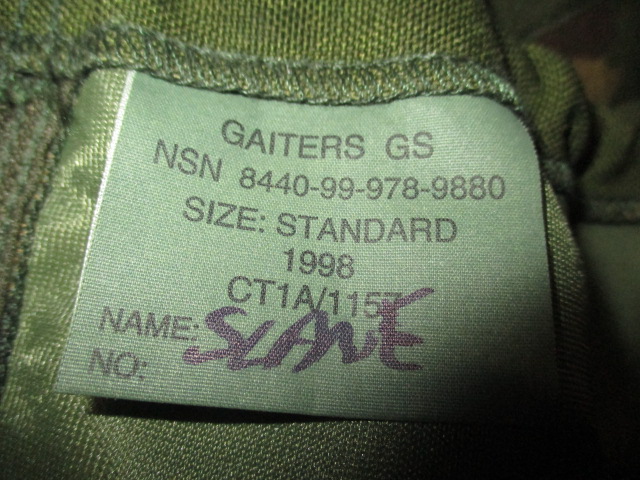 GAITERS GS
NSN 8440-99-978-9880
SIZE: STANDARD
1998
CT1A/1157
NAME: SLANE
NO: